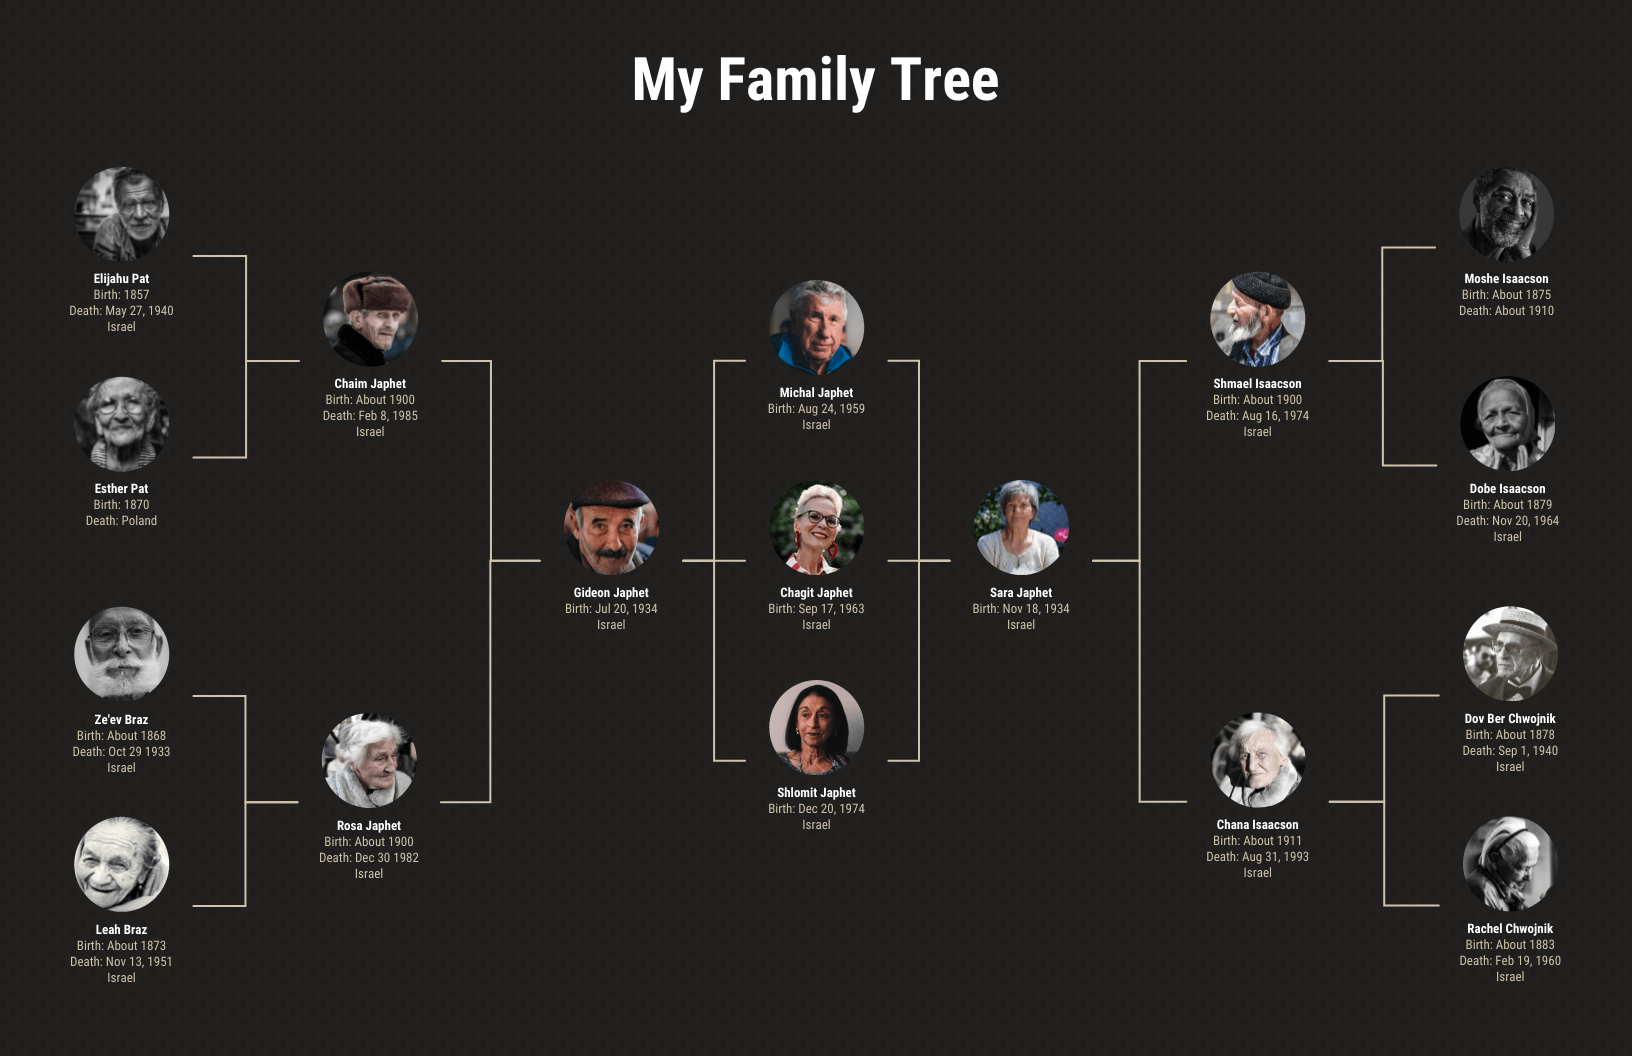 My Family Tree
Elijahu Pat
Birth: 1857
Death: May 27, 1940
Israel
Esther Pat
Birth: 1870
Death: Poland
Ze'ev Braz
Birth: About 1868
Death: Oct 29 1933
Israel
Leah Braz
Birth: About 1873
Death: Nov 13, 1951
Israel
Chaim Japhet
Birth: About 1900
Death: Feb 8, 1985
Israel
Rosa Japhet
Birth: About 1900
Death: Dec 30 1982
Israel
Gideon Japhet
Birth: Jul 20, 1934
Israel
Michal Japhet
Birth: Aug 24, 1959
Israel
Chagit Japhet
Birth: Sep 17, 1963
Israel
Shlomit Japhet
Birth: Dec 20, 1974
Israel
Sara Japhet
Birth: Nov 18, 1934
Israel
Shmael Isaacson
Birth: About 1900
Death: Aug 16, 1974
Israel
Chana Isaacson
Birth: About 1911
Death: Aug 31, 1993
Israel
Moshe Isaacson
Birth: About 1875
Death: About 1910
Dobe Isaacson
Birth: About 1879
Death: Nov 20, 1964
Israel
Dov Ber Chwojnik
Birth: About 1878
Death: Sep 1, 1940
Israel
Rachel Chwojnik
Birth: About 1883
Death: Feb 19, 1960
Israel